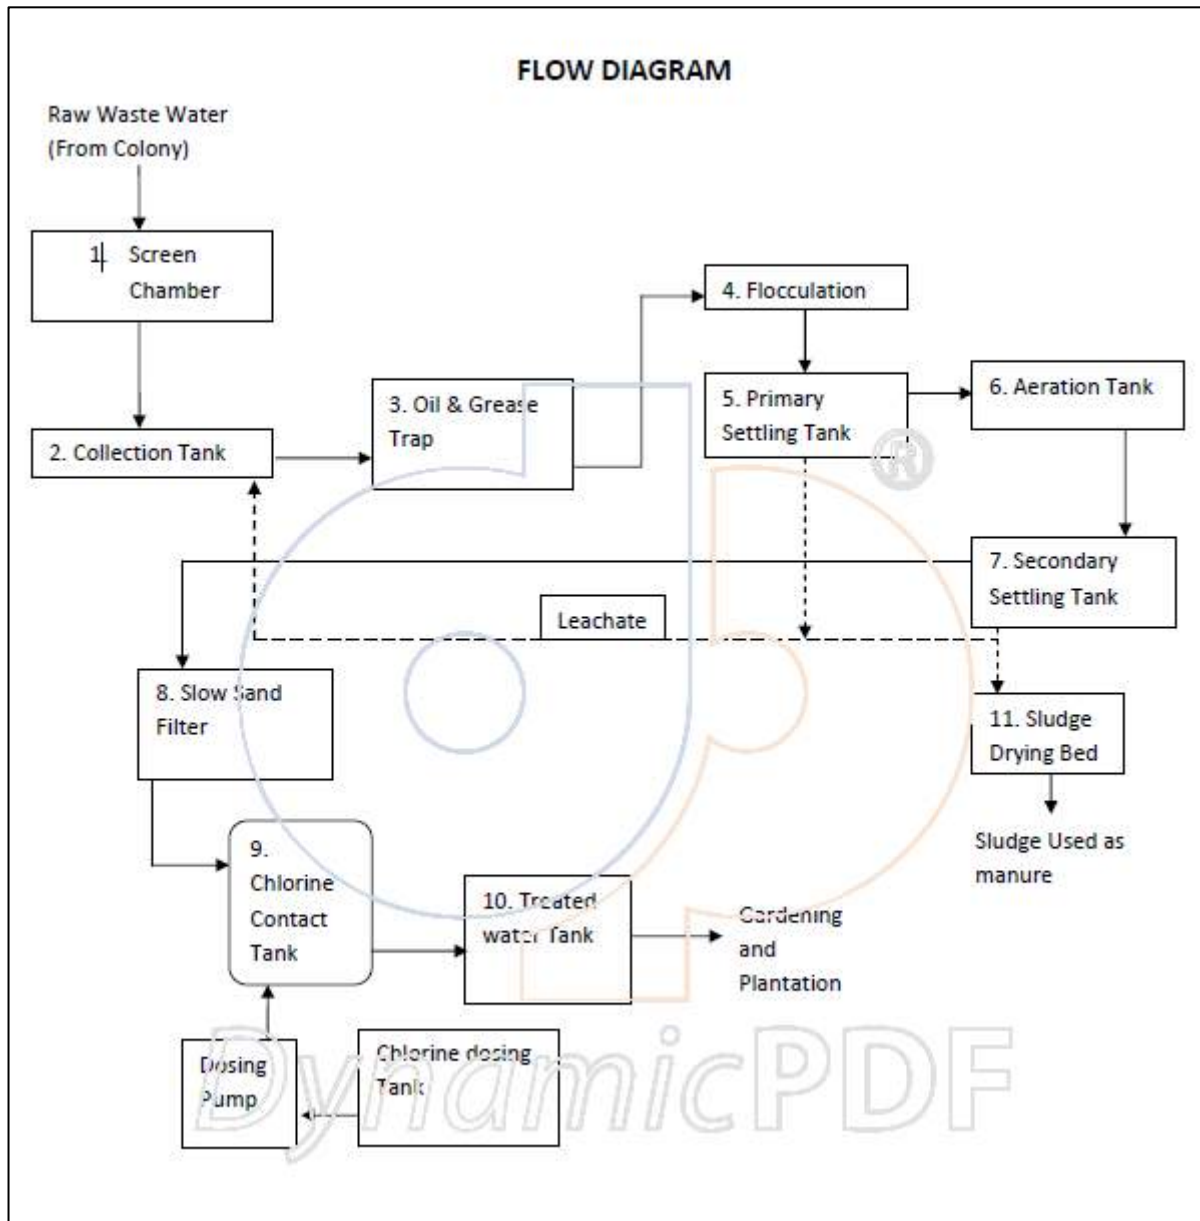 FLOW DIAGRAM
Raw Waste Water
(From Colony)
1. Screen
Chamber
2. Collection Tank
3. Oil & Grease
Trap
4. Flocculation
5. Primary
Settling Tank
6. Aeration Tank
®
7. Secondary
Settling Tank
Leachate
8. Slow Sand
Filter
11. Sludge
Drying Bed
Sludge Used as
manure
9.
Chlorine
Contact
Tank
10. Treated
water Tank
Gardening
and
Plantation
Dosing
Pump
Chlorine dosing
Tank
DynamicPDF